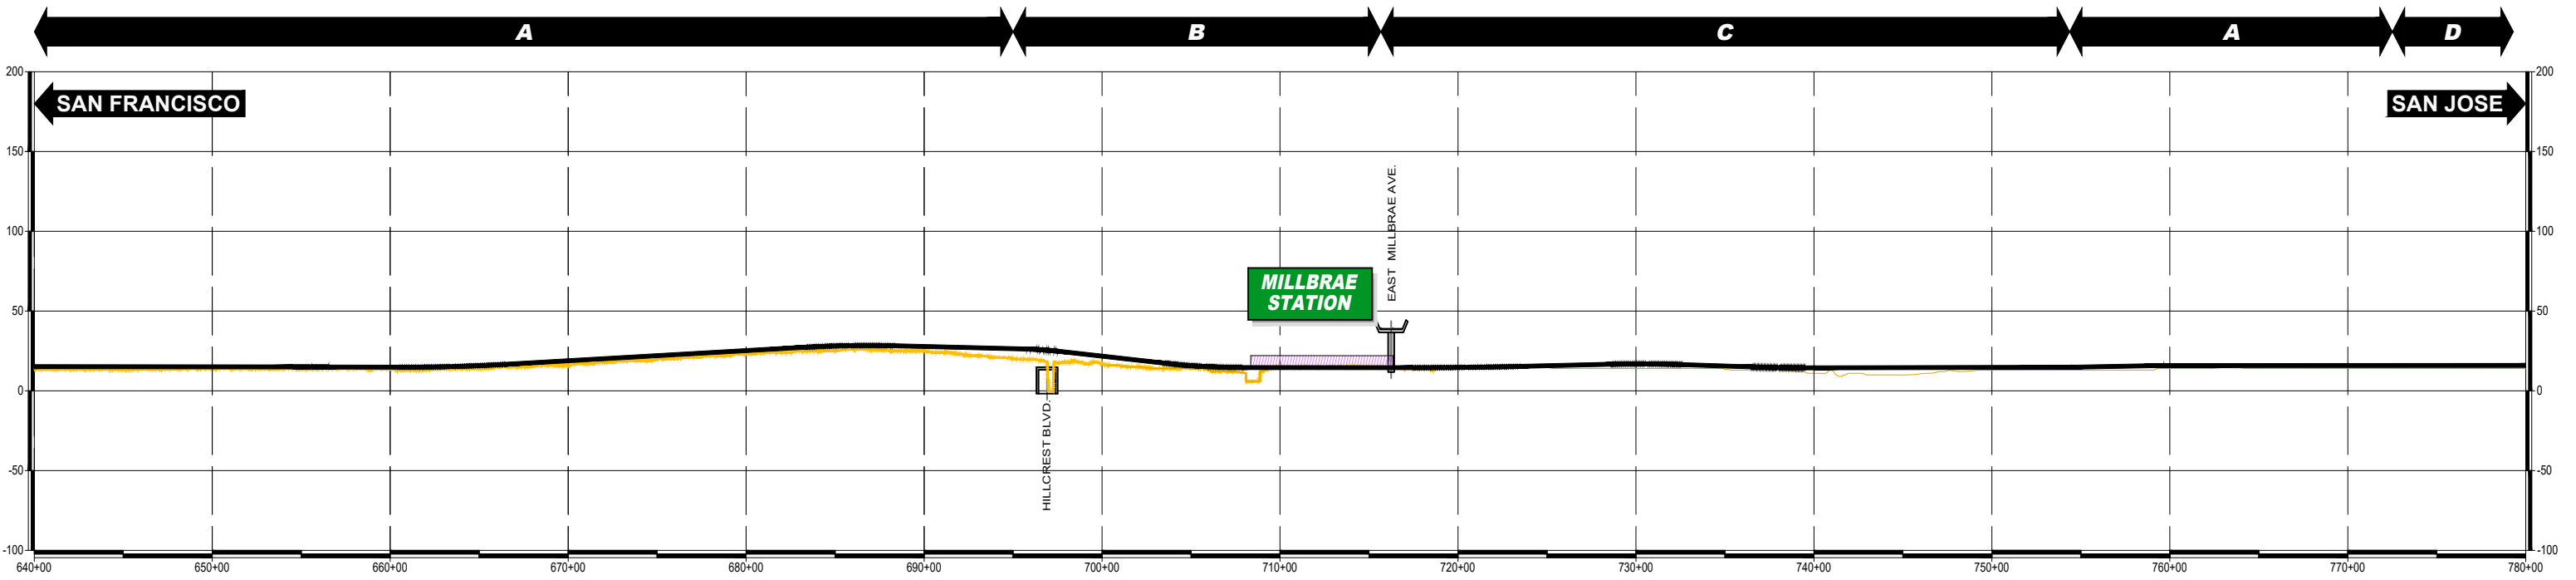 A B C A D
200 200
SAN FRANCISCO SAN JOSE
150 150
EAST MILLBRAE AVE.
100 100
MILLBRAE
STATION
50 50
0 0
HILLCREST BLVD.
-50 -50
-100 -100
640+00 650+00 660+00 670+00 680+00 690+00 700+00 710+00 720+00 730+00 740+00 750+00 760+00 770+00 780+00